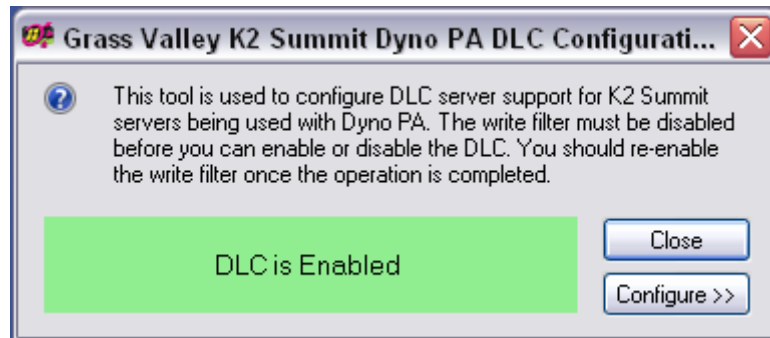 Grass Valley K2 Summit Dyno PA DLC Configurati...
This tool is used to configure DLC server support for K2 Summit
servers being used with Dyno PA. The write filter must be disabled
before you can enable or disable the DLC. You should re-enable
the write filter once the operation is completed.
DLC is Enabled
Close
Configure >>